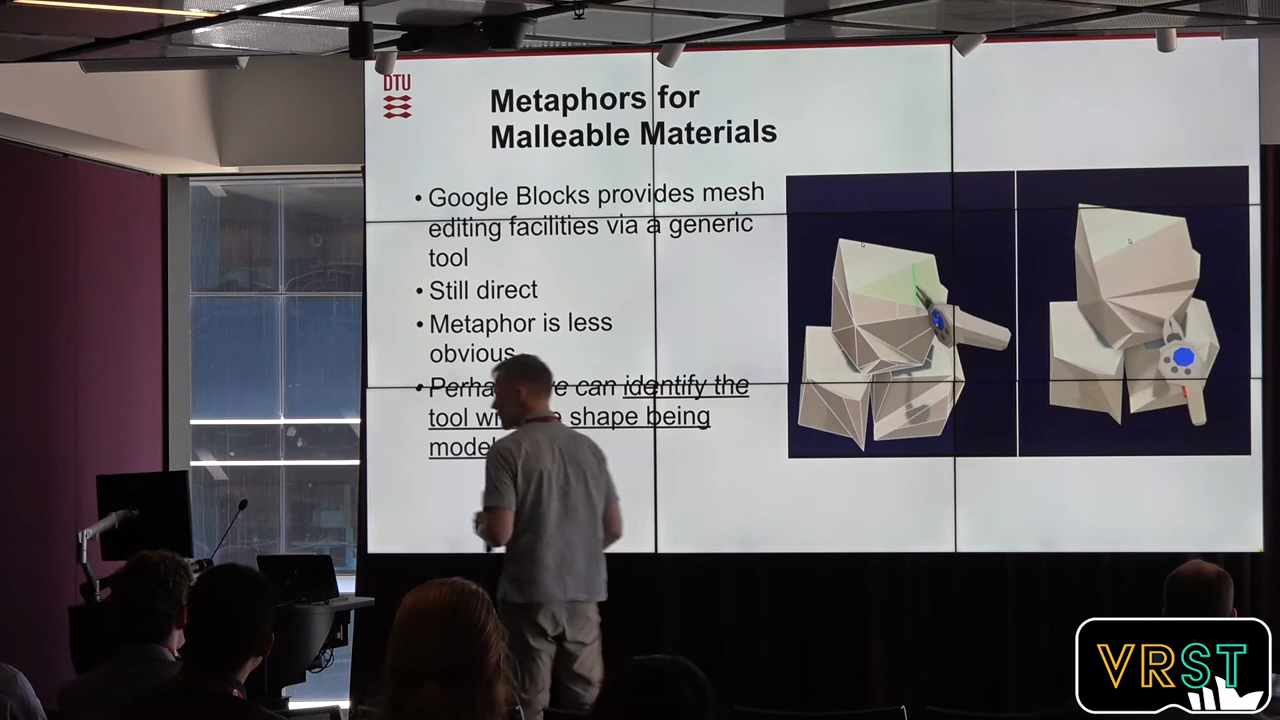 DTU
Metaphors for
Malleable Materials
• Google Blocks provides mesh
editing facilities via a generic
tool
• Still direct
• Metaphor is less
obvious
• can identify the
tool shape being
VRST